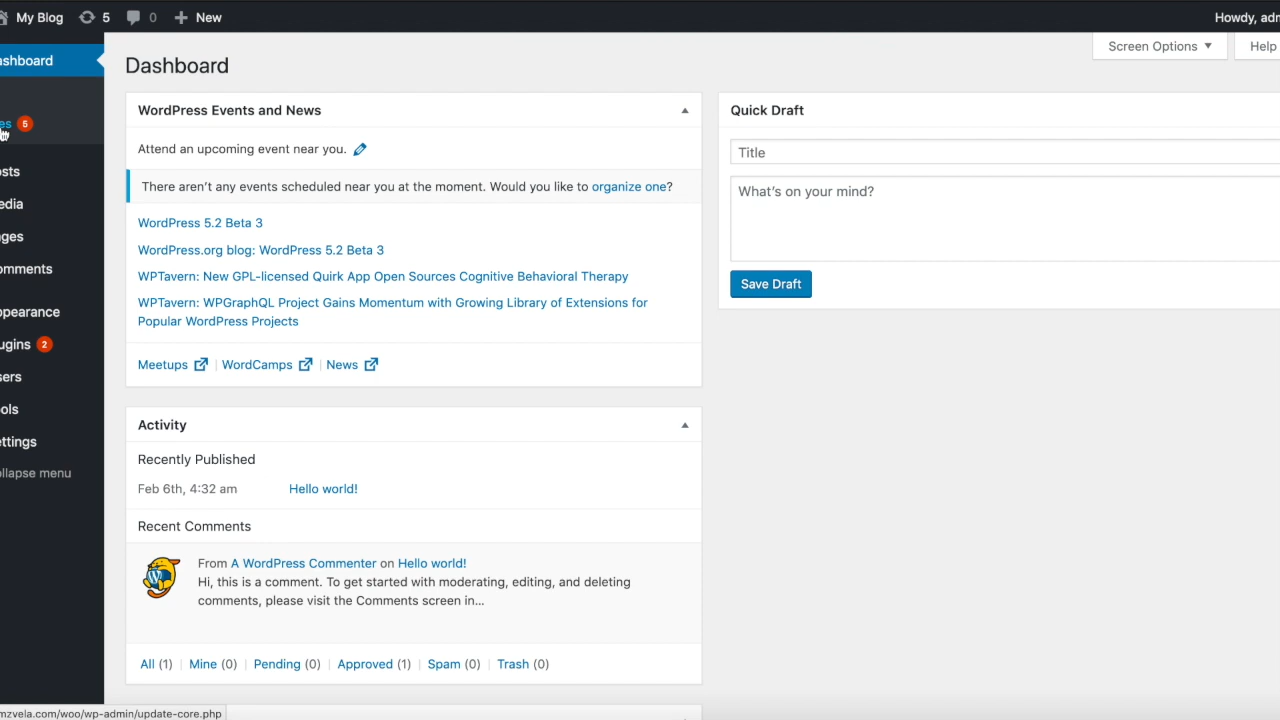 My Blog 5 0 New
Howdy, adm
ashboard
es 5
osts
edia
ages
omments
ppearance
ugins 2
sers
ools
ettings
ollapse menu
Screen Options ▼
Help
Dashboard
WordPress Events and News
Attend an upcoming event near you.
There aren’t any events scheduled near you at the moment. Would you like to organize one?
WordPress 5.2 Beta 3
WordPress.org blog: WordPress 5.2 Beta 3
WPTavern: New GPL-licensed Quirk App Open Sources Cognitive Behavioral Therapy
WPTavern: WPGraphQL Project Gains Momentum with Growing Library of Extensions for
Popular WordPress Projects
Meetups | WordCamps | News
Activity
Recently Published
Feb 6th, 4:32 am Hello world!
Recent Comments
From A WordPress Commenter on Hello world!
Hi, this is a comment. To get started with moderating, editing, and deleting
comments, please visit the Comments screen in…
All (1) | Mine (0) | Pending (0) | Approved (1) | Spam (0) | Trash (0)
Quick Draft
Title
What’s on your mind?
Save Draft
mzvela.com/woo/wp-admin/update-core.php